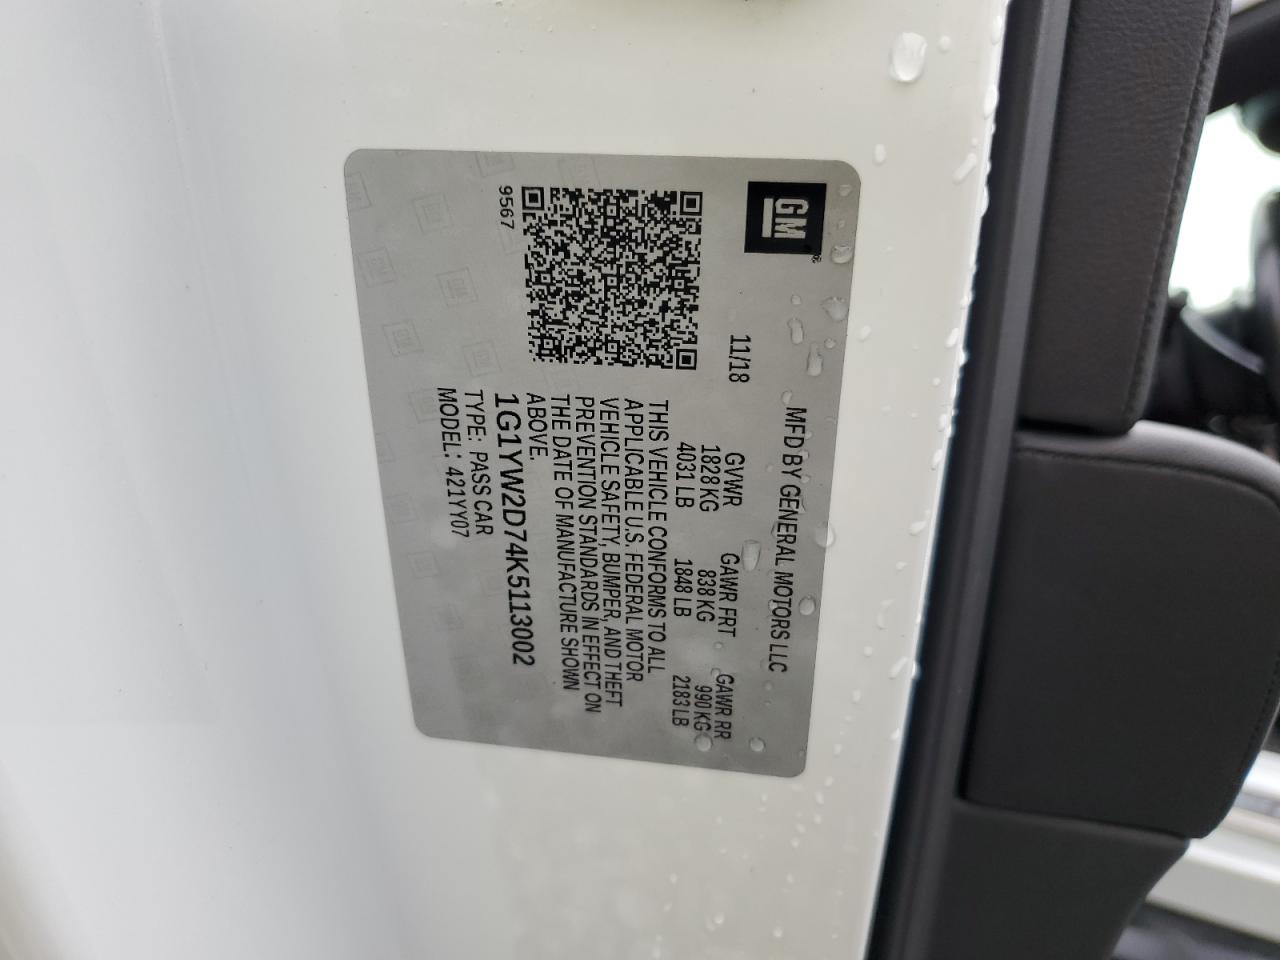 GM
11/18
9567
MFD BY GENERAL MOTORS LLC
GVWR GAWR FRT GAWR RR
1828 KG 838 KG 990 KG
4031 LB 1848 LB 2183 LB
THIS VEHICLE CONFORMS TO ALL
APPLICABLE U.S. FEDERAL MOTOR
VEHICLE SAFETY, BUMPER, AND THEFT
PREVENTION STANDARDS IN EFFECT ON
THE DATE OF MANUFACTURE SHOWN
ABOVE.
1G1YW2D74K5113002
TYPE: PASS CAR
MODEL: 421YY07